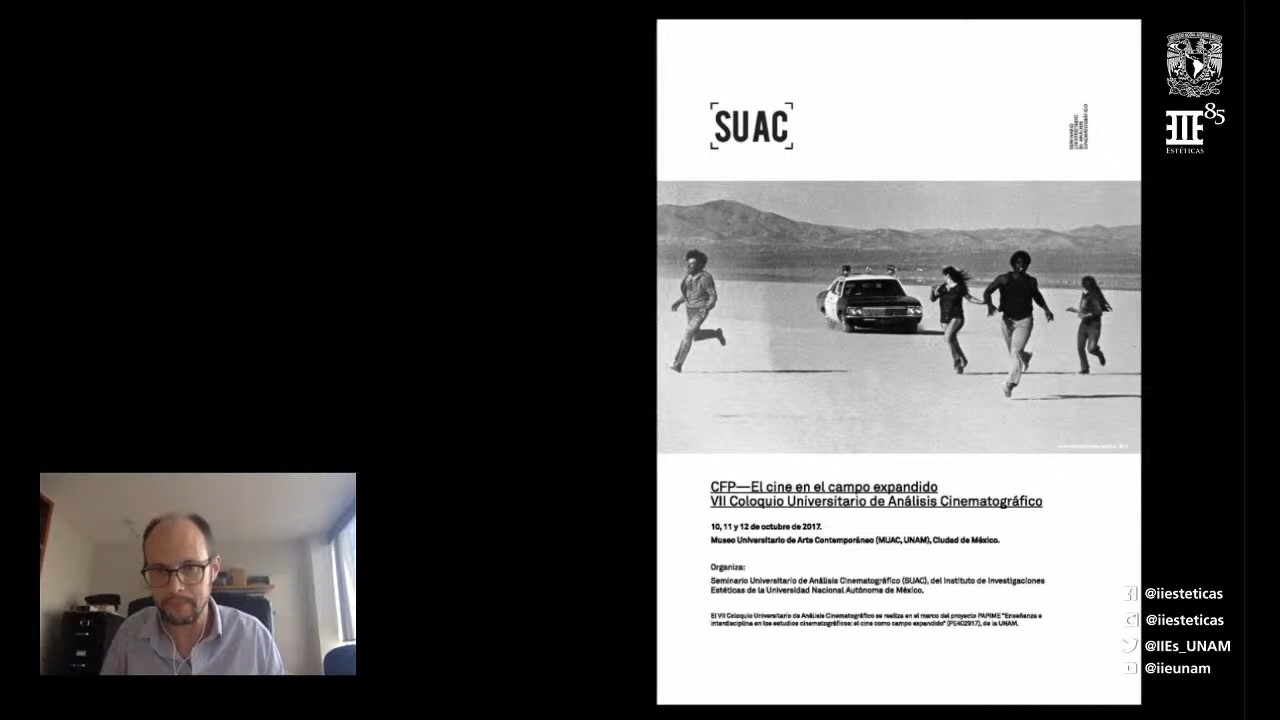 SUAC
85
ESTÉTICAS
CFP—El cine en el campo expandido
VII Coloquio Universitario de Análisis Cinematográfico
10, 11 y 12 de octubre de 2017.
Museo Universitario de Arte Contemporáneo (MUAC, UNAM), Ciudad de México.
Organiza:
Seminario Universitario de Análisis Cinematográfico (SUAC), del Instituto de Investigaciones
Estéticas de la Universidad Nacional Autónoma de México.
El VII Coloquio Universitario de Análisis Cinematográfico se realiza en el marco del proyecto PAPIME "Enseñanza e
interdisciplina en los estudios cinematográficos: el cine como campo expandido" (PE402917), de la UNAM.
@iiesteticas
@iiesteticas
@IIEs_UNAM
@iieunam